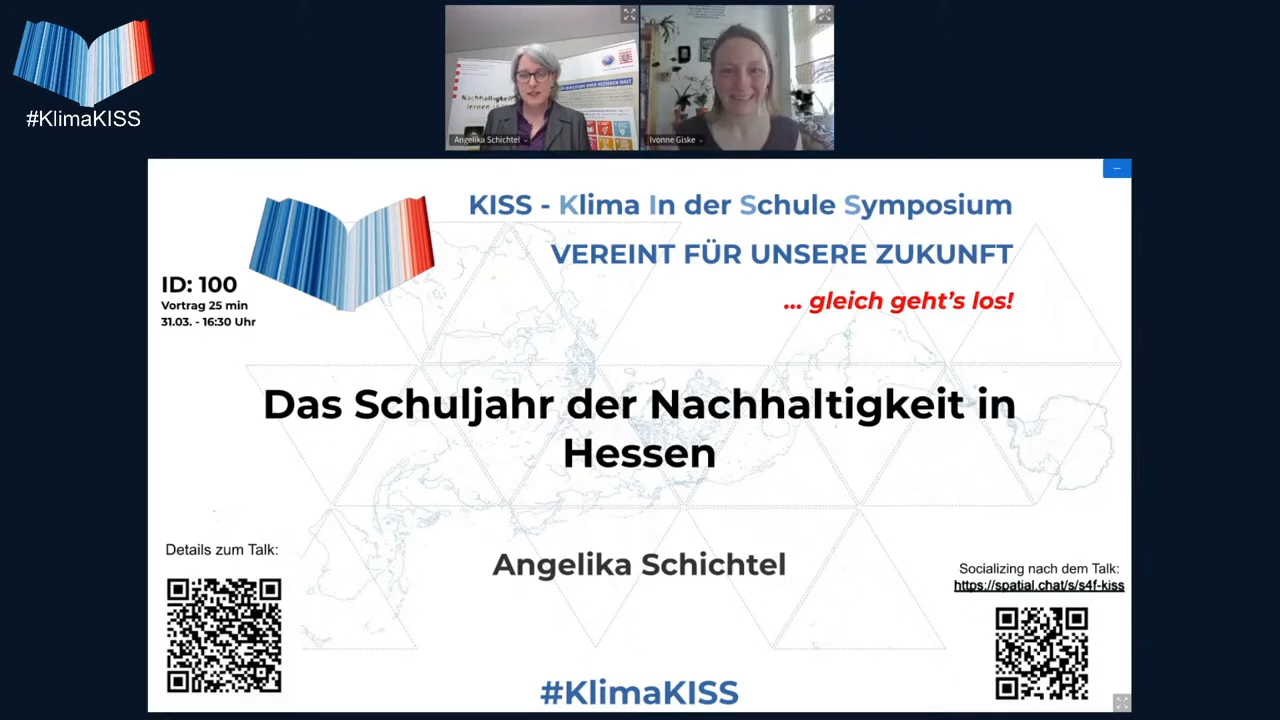 #KlimaKISS
Nachhaltigkeit
lernen
Angelika Schichtel
Ivonne Giske
KISS - Klima In der Schule Symposium
VEREINT FÜR UNSERE ZUKUNFT
... gleich geht's los!
ID: 100
Vortrag 25 min
31.03. - 16:30 Uhr
Das Schuljahr der Nachhaltigkeit in
Hessen
Angelika Schichtel
Details zum Talk:
Socializing nach dem Talk:
https://spatial.chat/s/s4f-kiss
#KlimaKISS